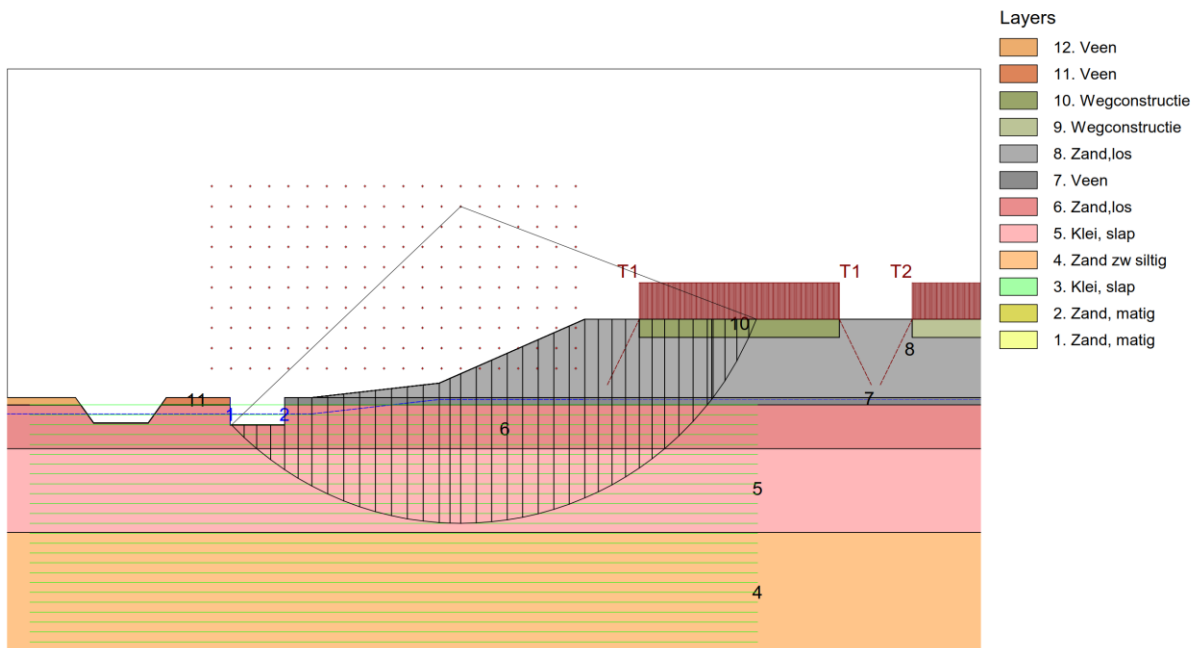 Layers
12. Veen
11. Veen
10. Wegconstructie
9. Wegconstructie
8. Zand,los
7. Veen
6. Zand,los
5. Klei, slap
4. Zand zw siltig
3. Klei, slap
2. Zand, matig
1. Zand, matig
T1
T1
T2
10
8
7
11
1
2
6
5
4